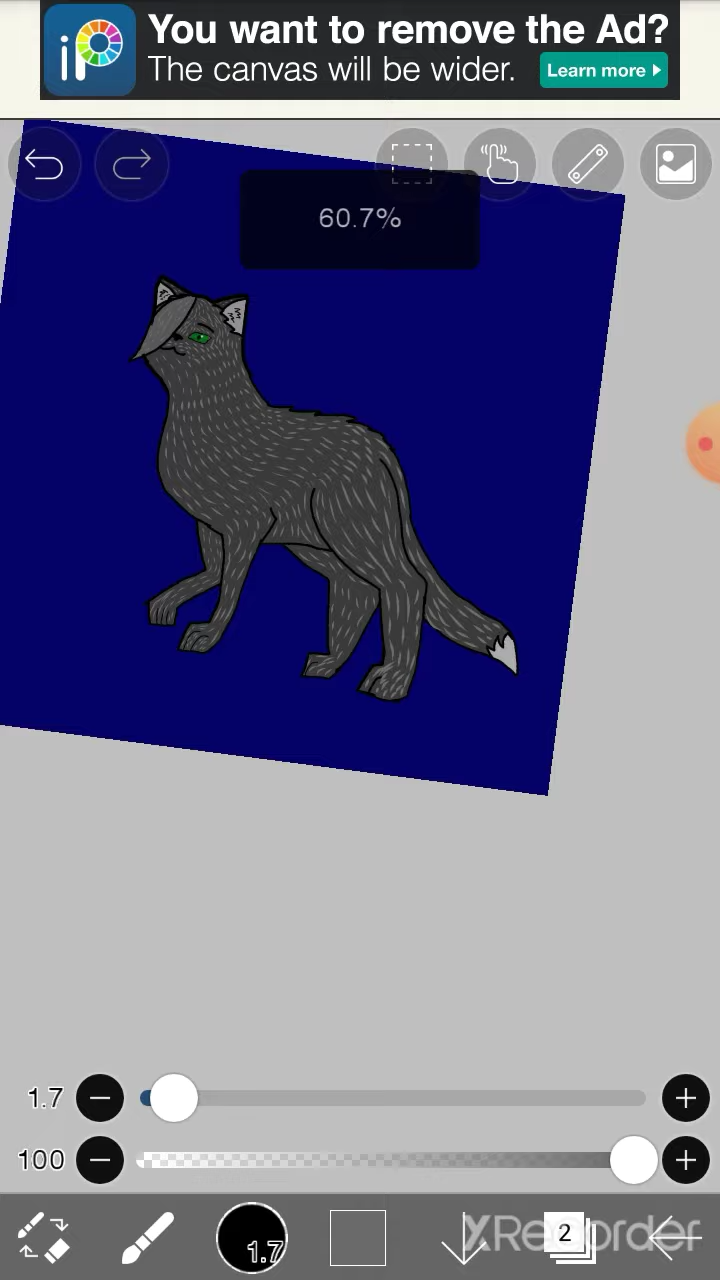 iP
You want to remove the Ad?
The canvas will be wider.
Learn more
60.7%
1.7
100
1.7
2
XRecorder